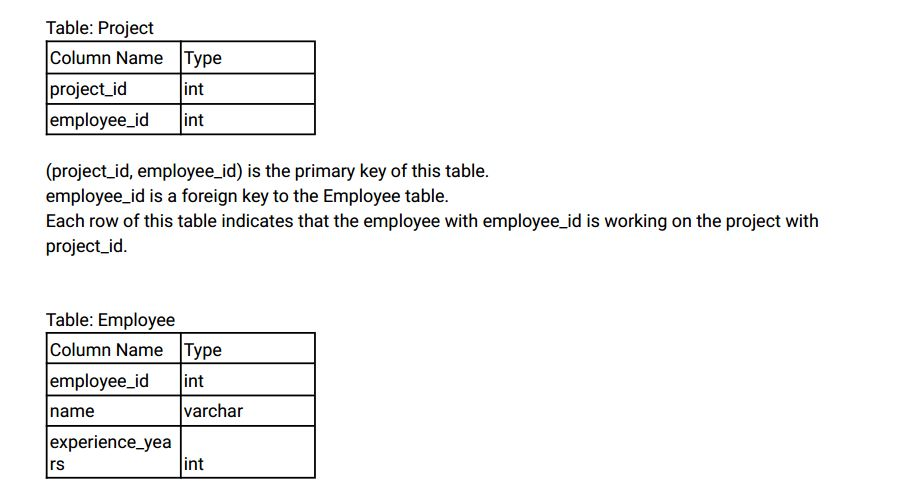 Table: Project
Column Name Type
project_id int
employee_id int
(project_id, employee_id) is the primary key of this table.
employee_id is a foreign key to the Employee table.
Each row of this table indicates that the employee with employee_id is working on the project with
project_id.
Table: Employee
Column Name Type
employee_id int
name varchar
experience_yea
rs int